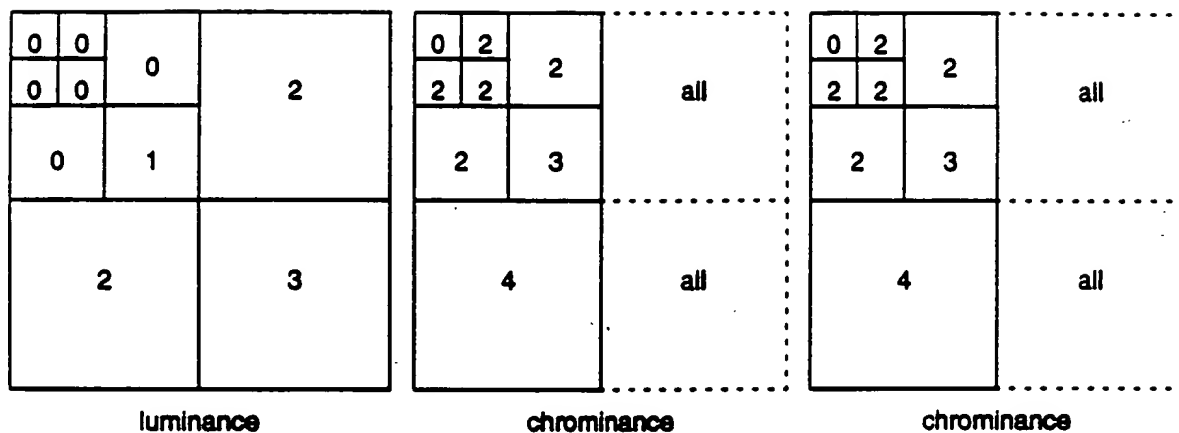 0 0 0 2 0 2 2 all 0 2 2 all
0 0 2 2 2 2
0 1 2 3 2 3
2 3 4 all 4 all
luminance chrominance chrominance